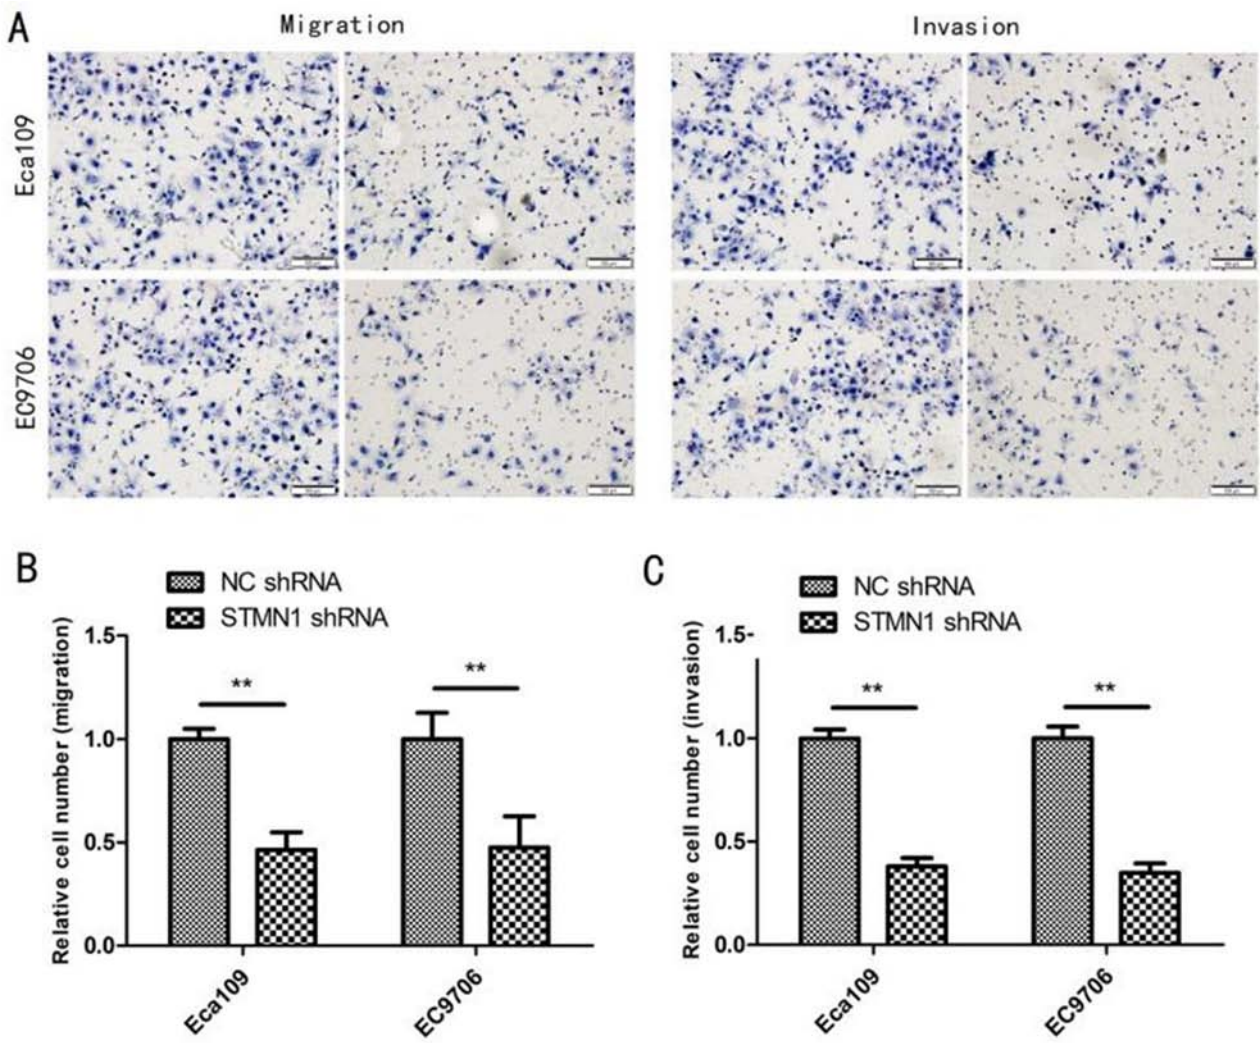 A
Migration
Invasion
Eca109
EC9706
B
NC shRNA
STMN1 shRNA
Relative cell number (migration)
1.5
1.0
0.5
0.0
**
**
Eca109
EC9706
C
NC shRNA
STMN1 shRNA
Relative cell number (invasion)
1.5
1.0
0.5
0.0
**
**
Eca109
EC9706